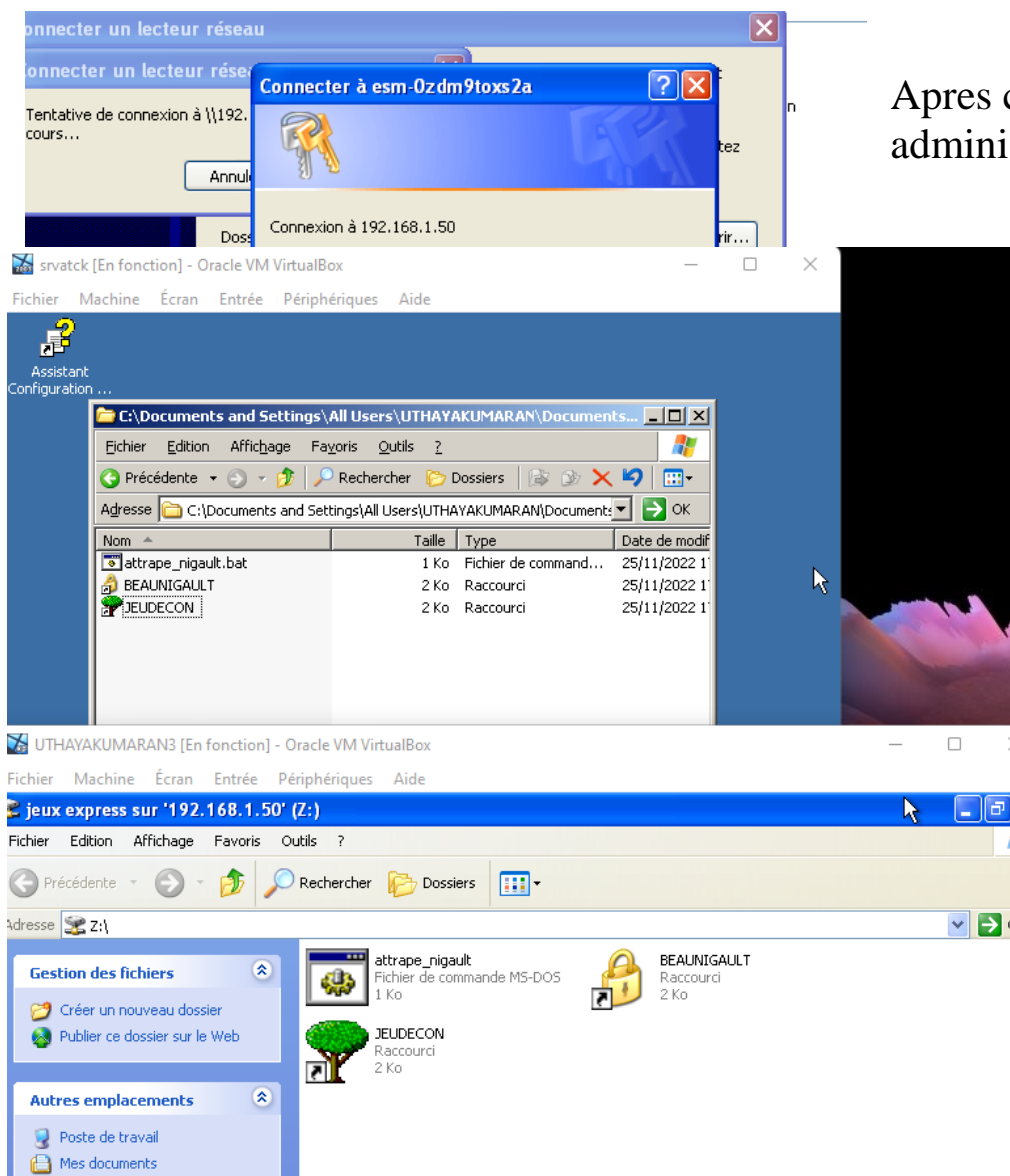 onnecter un lecteur réseau
onnecter un lecteur rése
Connecter à esm-0zdm9toxs2a
Tentative de connexion à \\192.
cours...
n
tez
Annul
Connexion à 192.168.1.50
Doss
rir...
Apres
admini
srvatck [En fonction] - Oracle VM VirtualBox
Fichier Machine Écran Entrée Périphériques Aide
Assistant
Configuration ...
C:\Documents and Settings\All Users\UTHAYAKUMARAN\Documents...
Fichier Edition Affichage Favoris Outils ?
Précédente Rechercher Dossiers
Adresse C:\Documents and Settings\All Users\UTHAYAKUMARAN\Documents OK
Nom Taille Type Date de modif
attrape_nigault.bat 1 Ko Fichier de command... 25/11/2022 1
BEAUNIGAULT 2 Ko Raccourci 25/11/2022 1
JEUDECON 2 Ko Raccourci 25/11/2022 1
UTHAYAKUMARAN3 [En fonction] - Oracle VM VirtualBox
Fichier Machine Écran Entrée Périphériques Aide
jeux express sur '192.168.1.50' (Z:)
Fichier Edition Affichage Favoris Outils ?
Précédente Rechercher Dossiers
Adresse Z:\
Gestion des fichiers
Créer un nouveau dossier
Publier ce dossier sur le Web
Autres emplacements
Poste de travail
Mes documents
attrape_nigault
Fichier de commande MS-DOS
1 Ko
BEAUNIGAULT
Raccourci
2 Ko
JEUDECON
Raccourci
2 Ko